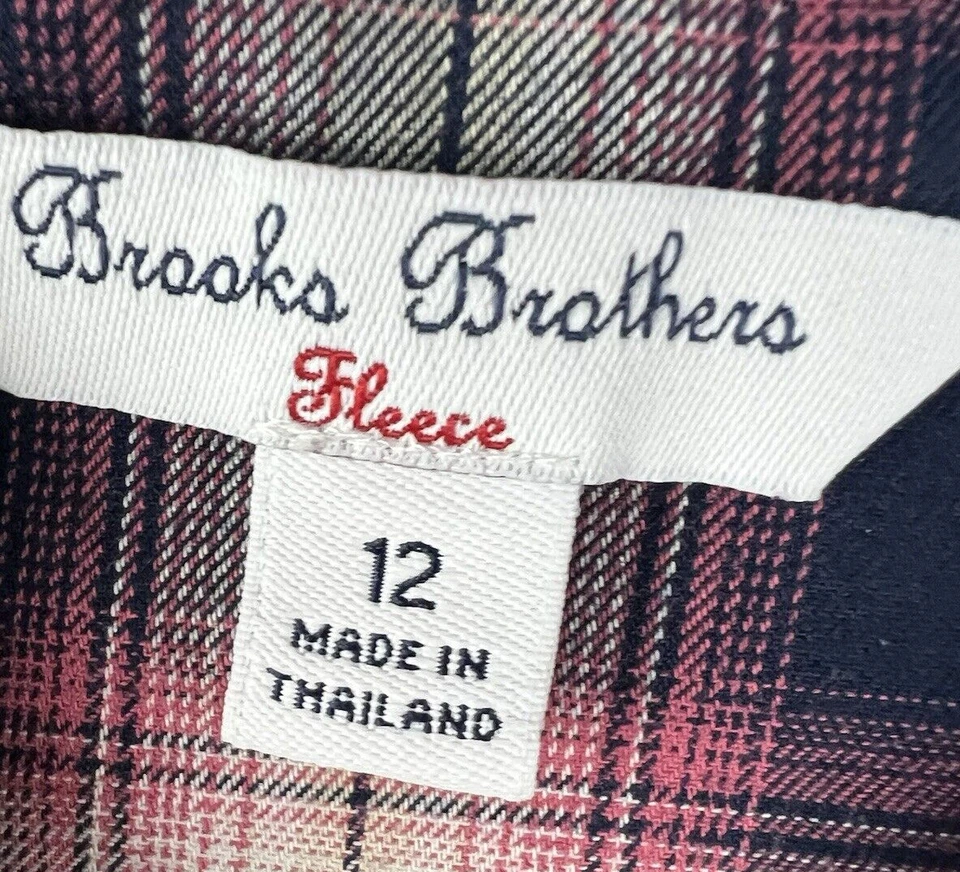 Brooks Brothers
Fleece
12
MADE IN
THAILAND